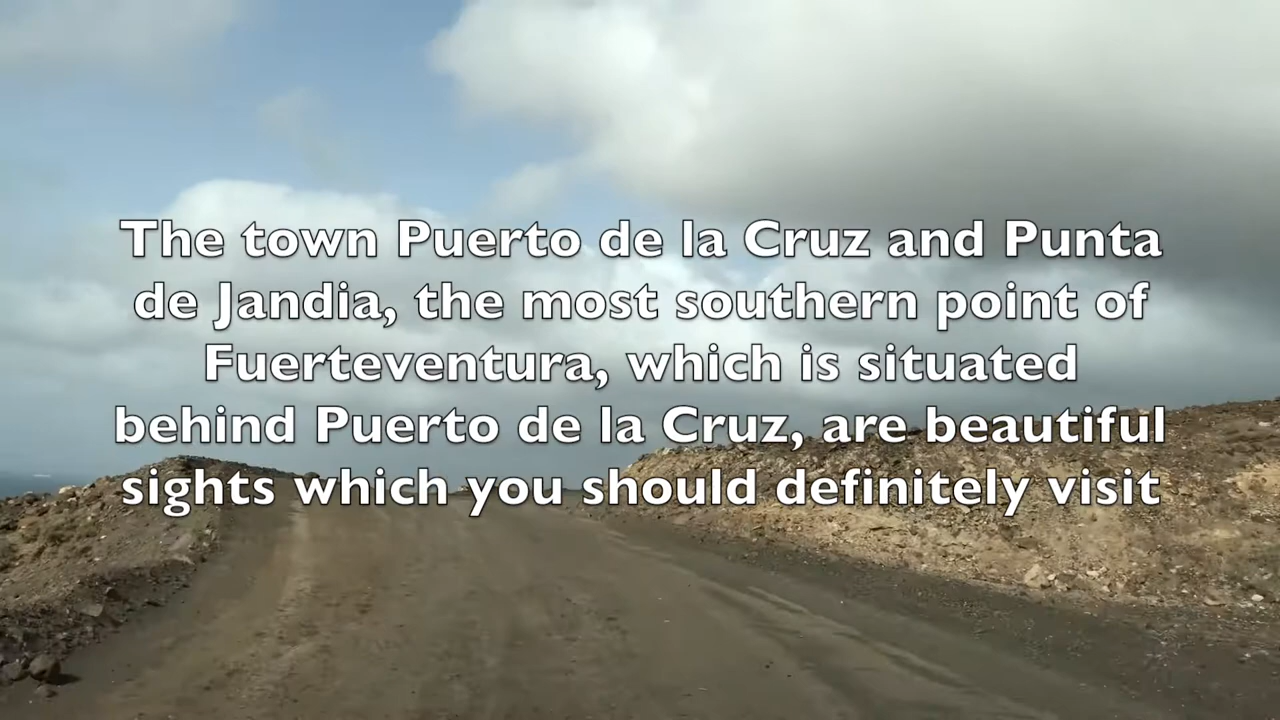 The town Puerto de la Cruz and Punta
de Jandia, the most southern point of
Fuerteventura, which is situated
behind Puerto de la Cruz, are beautiful
sights which you should definitely visit